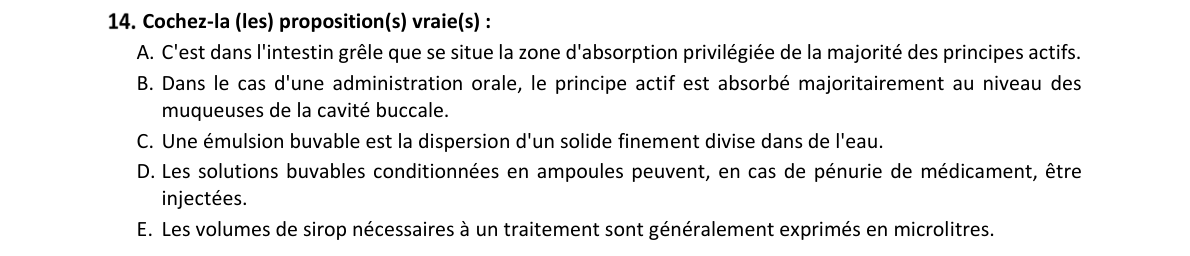 14. Cochez-la (les) proposition(s) vraie(s) :
A. C'est dans l'intestin grêle que se situe la zone d'absorption privilégiée de la majorité des principes actifs.
B. Dans le cas d'une administration orale, le principe actif est absorbé majoritairement au niveau des
muqueuses de la cavité buccale.
C. Une émulsion buvable est la dispersion d'un solide finement divise dans de l'eau.
D. Les solutions buvables conditionnées en ampoules peuvent, en cas de pénurie de médicament, être
injectées.
E. Les volumes de sirop nécessaires à un traitement sont généralement exprimés en microlitres.